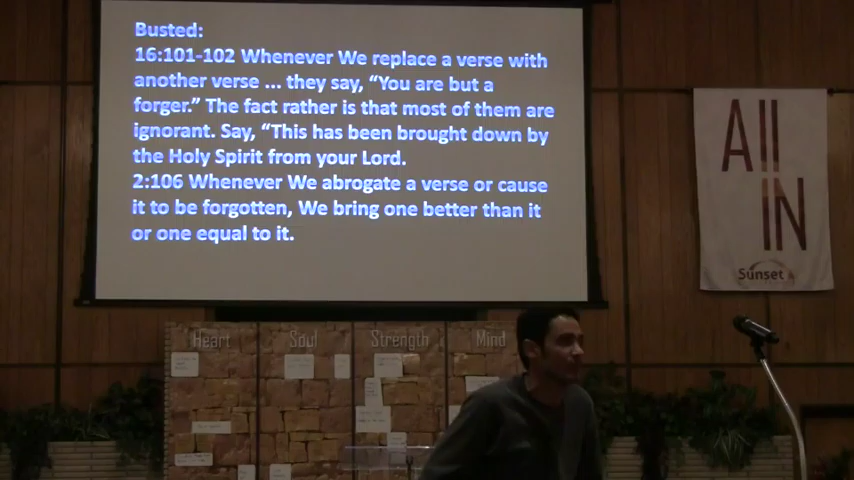 Busted:
16:101-102 Whenever We replace a verse with
another verse ... they say, “You are but a
forger.” The fact rather is that most of them are
ignorant. Say, “This has been brought down by
the Holy Spirit from your Lord.
2:106 Whenever We abrogate a verse or cause
it to be forgotten, We bring one better than it
or one equal to it.
All
IN
Sunset
Heart Soul Strength Mind